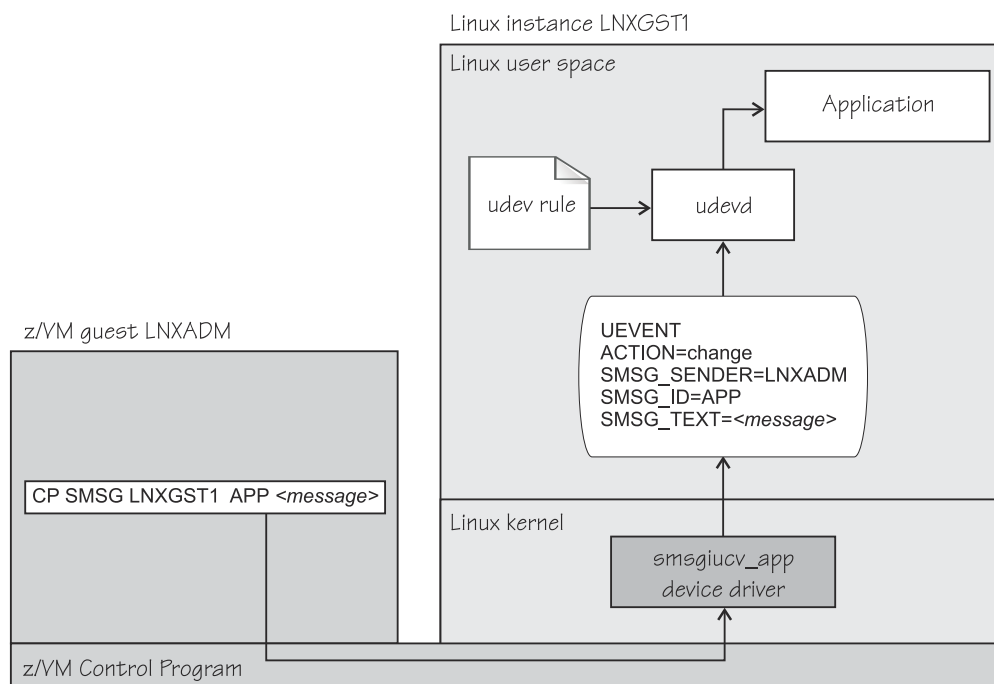 Linux instance LNXGST1
Linux user space
Application
udev rule
udevd
UEVENT
ACTION=change
SMSG_SENDER=LNXADM
SMSG_ID=APP
SMSG_TEXT=<message>
z/VM guest LNXADM
CP SMSG LNXGST1 APP <message>
Linux kernel
smsgiucv_app
device driver
z/VM Control Program